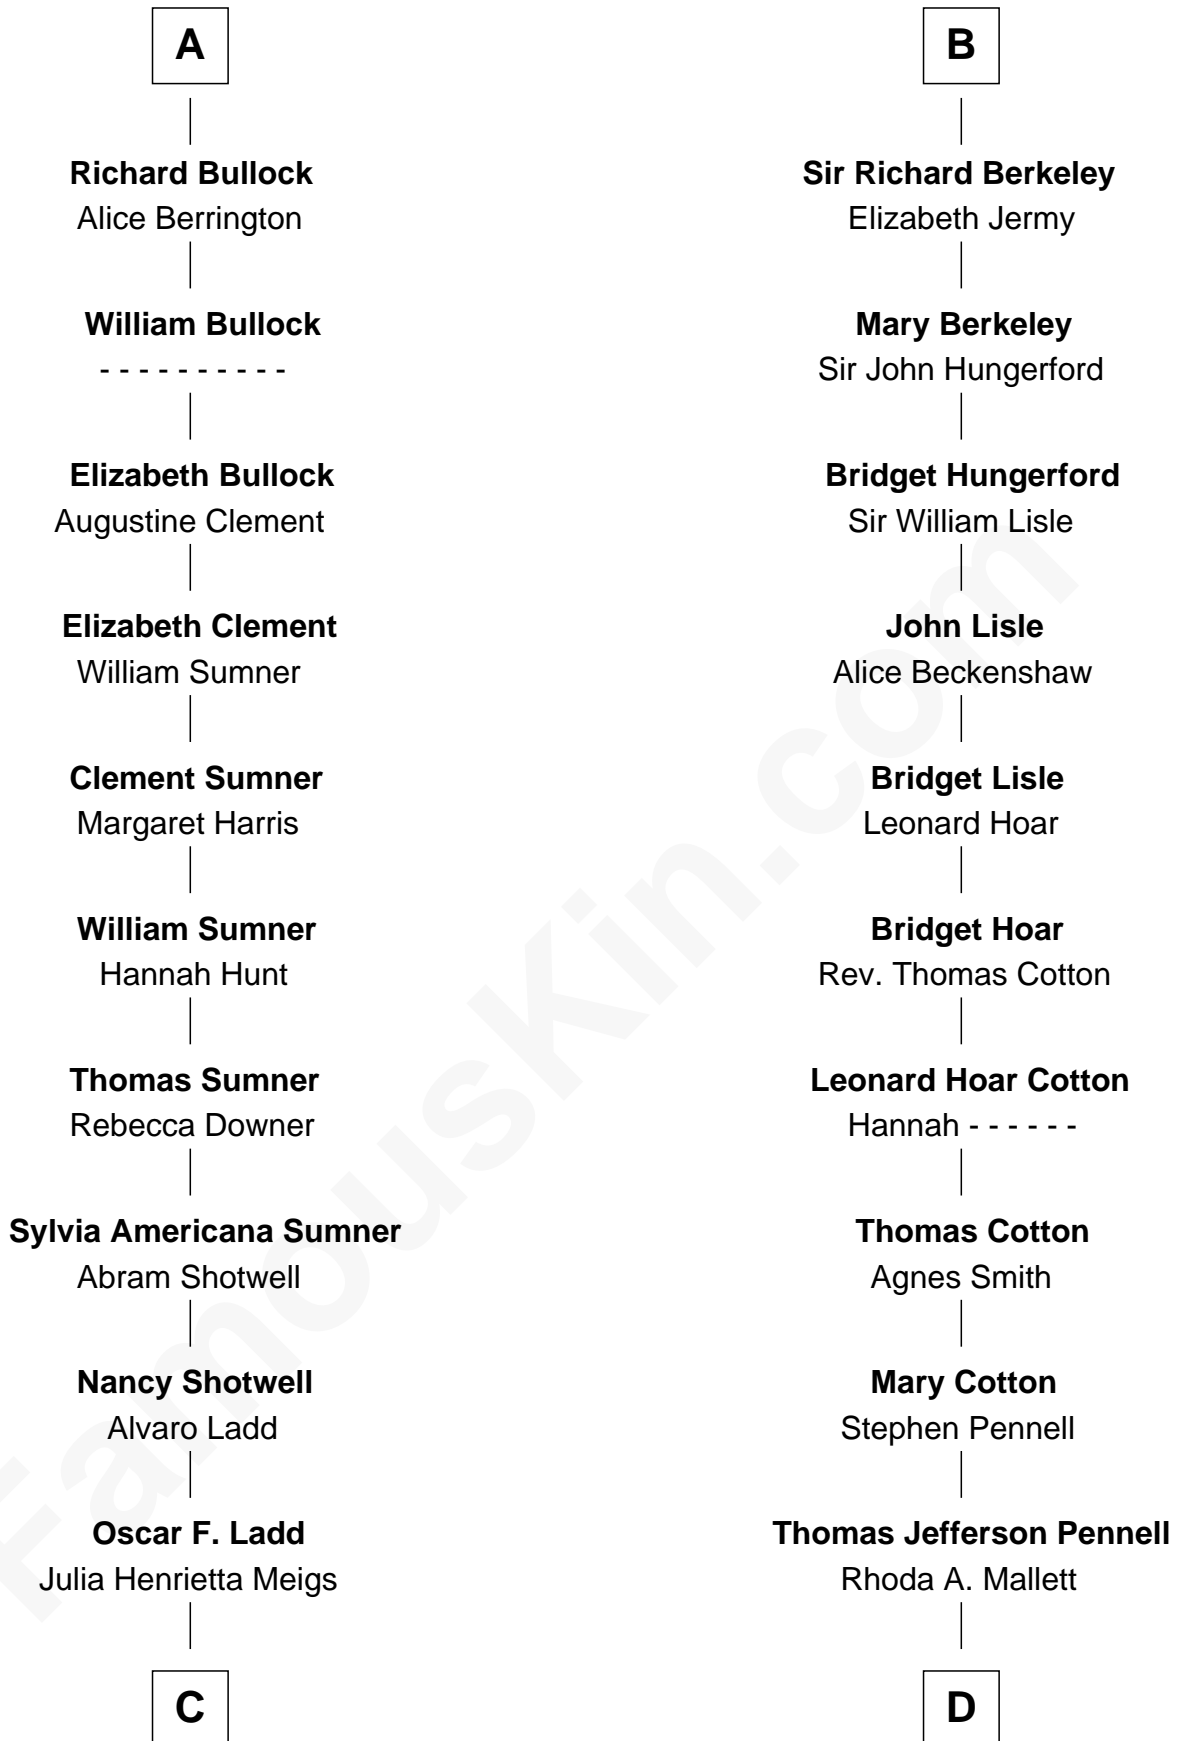 A
Richard Bullock
Alice Berrington
William Bullock
- - - - - - - - - -
Elizabeth Bullock
Augustine Clement
Elizabeth Clement
William Sumner
Clement Sumner
Margaret Harris
William Sumner
Hannah Hunt
Thomas Sumner
Rebecca Downer
Sylvia Americana Sumner
Abram Shotwell
Nancy Shotwell
Alvaro Ladd
Oscar F. Ladd
Julia Henrietta Meigs
C
B
Sir Richard Berkeley
Elizabeth Jermy
Mary Berkeley
Sir John Hungerford
Bridget Hungerford
Sir William Lisle
John Lisle
Alice Beckenshaw
Bridget Lisle
Leonard Hoar
Bridget Hoar
Rev. Thomas Cotton
Leonard Hoar Cotton
Hannah - - - - - -
Thomas Cotton
Agnes Smith
Mary Cotton
Stephen Pennell
Thomas Jefferson Pennell
Rhoda A. Mallett
D
FamousKin.com